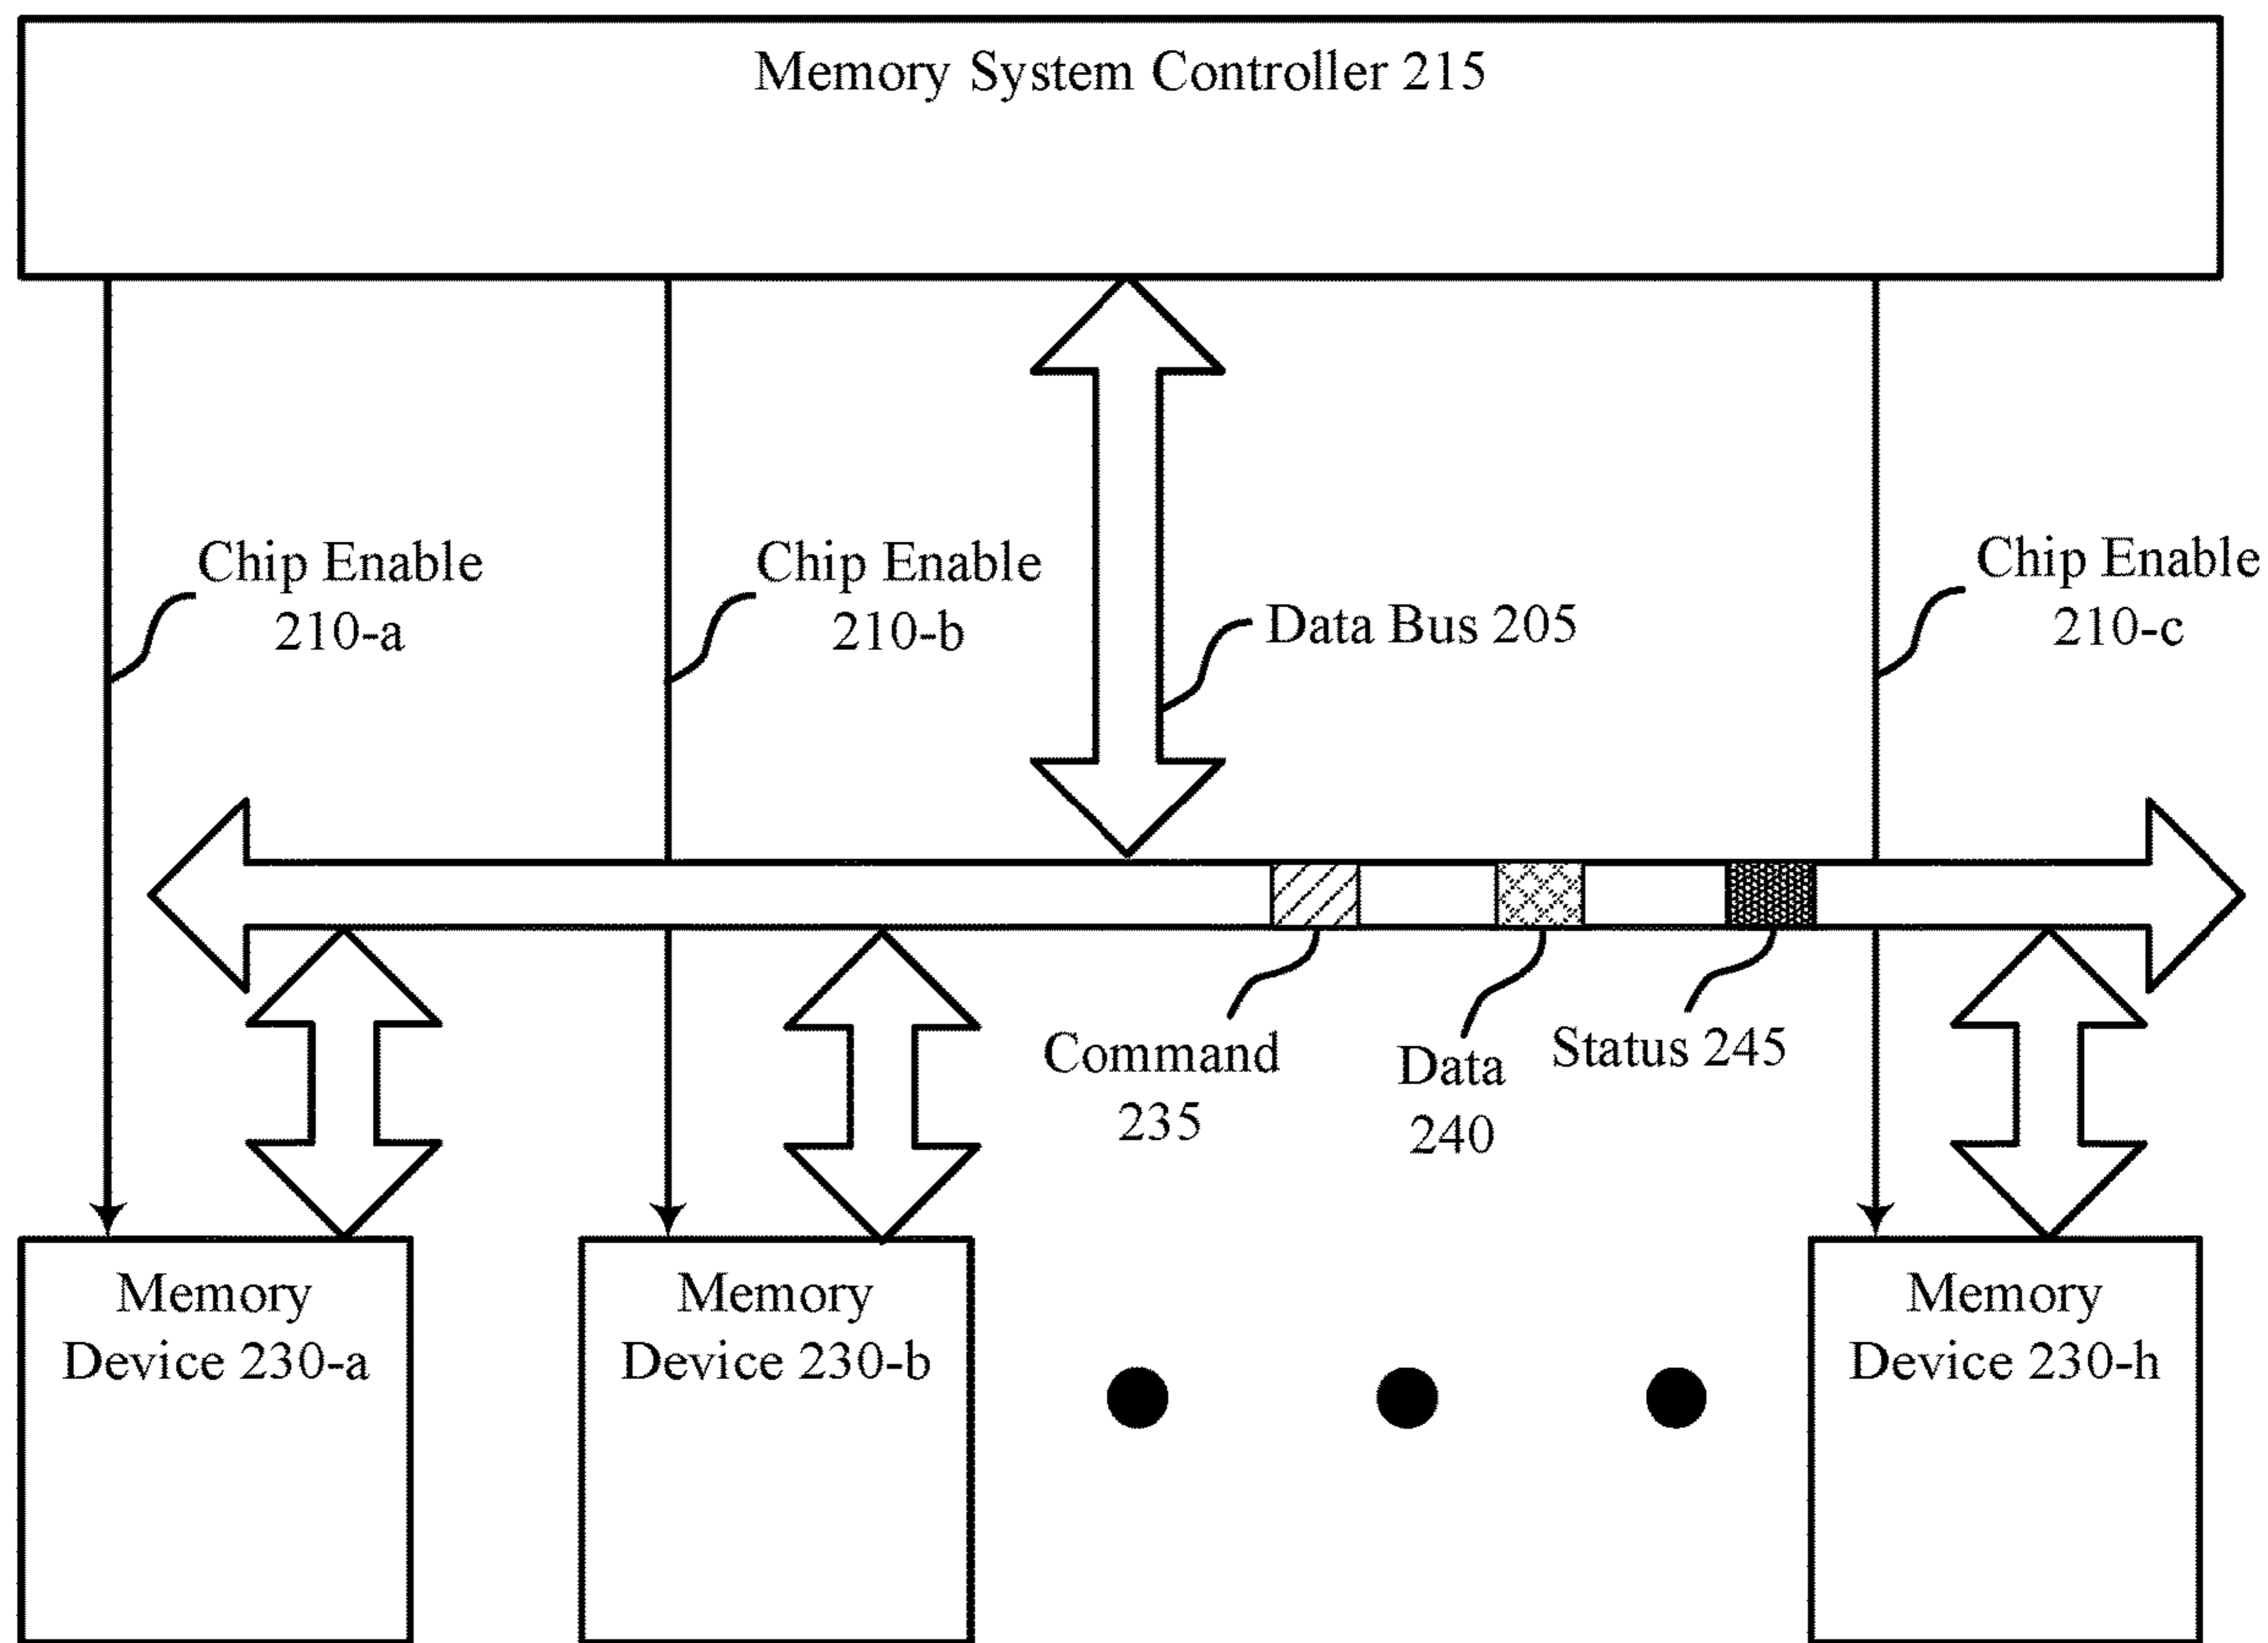 Memory System Controller 215
Chip Enable
210-a
Chip Enable
210-b
Data Bus 205
Chip Enable
210-c
Command
235
Data
240
Status 245
Memory
Device 230-a
Memory
Device 230-b
Memory
Device 230-h